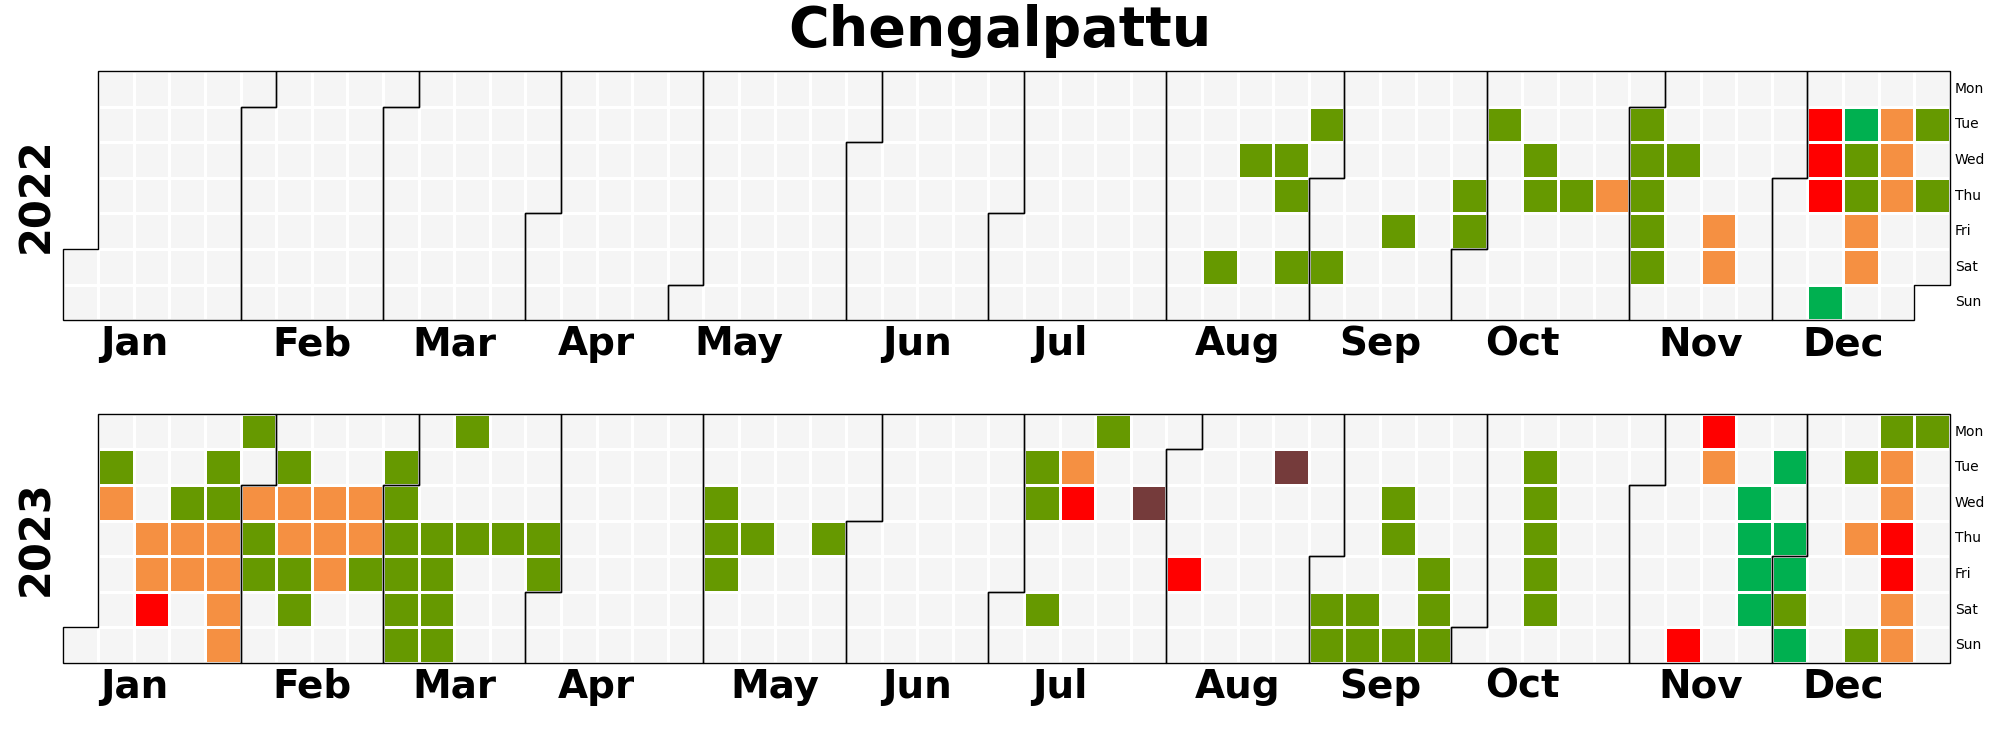 Chengalpattu
2022
Mon
Tue
Wed
Thu
Fri
Sat
Sun
Jan Feb Mar Apr May Jun Jul Aug Sep Oct Nov Dec
2023
Mon
Tue
Wed
Thu
Fri
Sat
Sun
Jan Feb Mar Apr May Jun Jul Aug Sep Oct Nov Dec